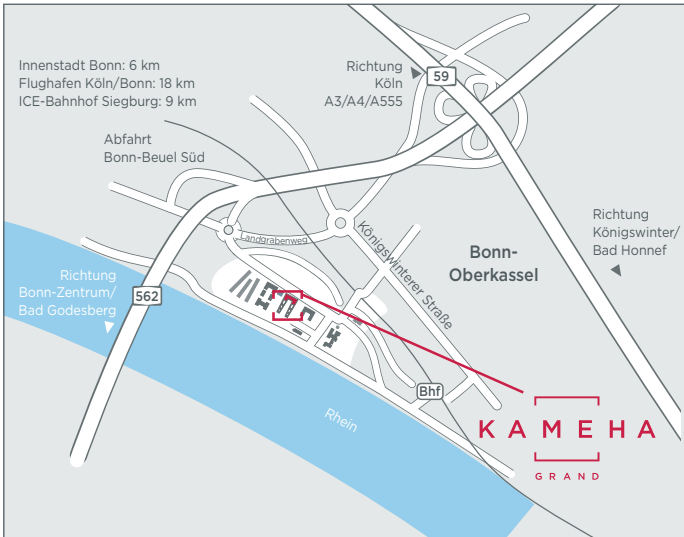 Innenstadt Bonn: 6 km
Flughafen Köln/Bonn: 18 km
ICE-Bahnhof Siegburg: 9 km
Richtung
Köln
A3/A4/A555
59
Abfahrt
Bonn-Beuel Süd
Landgrabenweg
Königswinterer Straße
Bonn-
Oberkassel
Richtung
Königswinter/
Bad Honnef
Richtung
Bonn-Zentrum/
Bad Godesberg
562
Rhein
Bhf
KAMEHA
GRAND